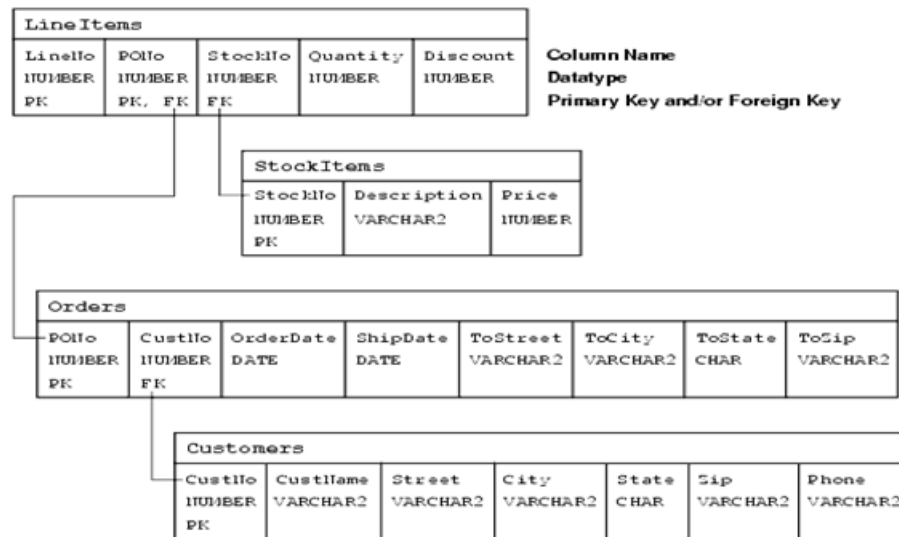 LineItems
LineNo PONo StockNo Quantity Discount Column Name
NUMBER NUMBER NUMBER NUMBER NUMBER Datatype
PK PK, FK FK Primary Key and/or Foreign Key
StockItems
StockNo Description Price
NUMBER VARCHAR2 NUMBER
PK
Orders
PONo CustNo OrderDate ShipDate ToStreet ToCity ToState ToZip
NUMBER NUMBER DATE DATE VARCHAR2 VARCHAR2 CHAR VARCHAR2
PK FK
Customers
CustNo CustName Street City State Zip Phone
NUMBER VARCHAR2 VARCHAR2 VARCHAR2 CHAR VARCHAR2 VARCHAR2
PK